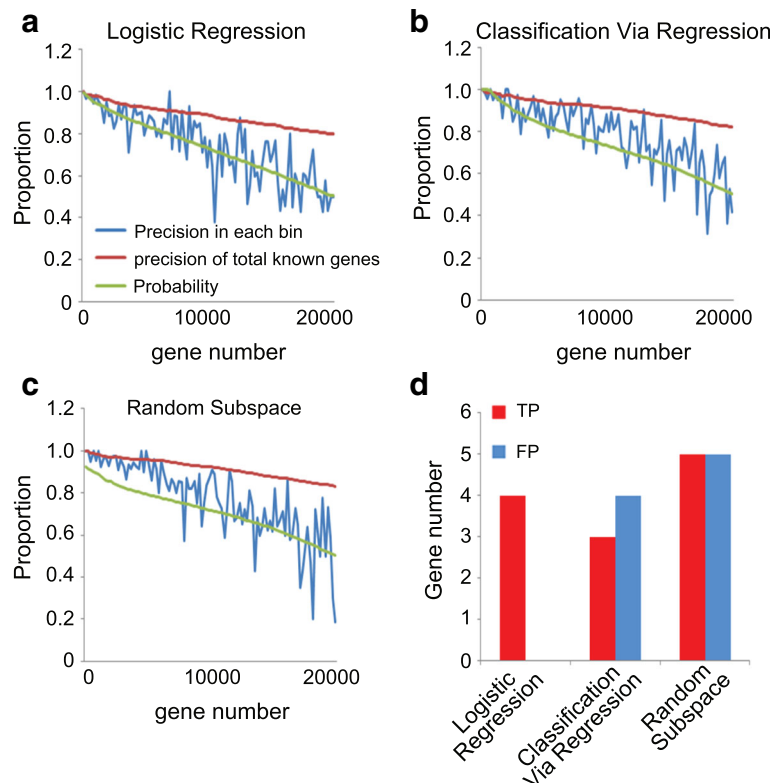 a
Logistic Regression
1.2
1.0
0.8
0.6
0.4
0.2
0
Proportion
Precision in each bin
precision of total known genes
Probability
0 10000 20000
gene number
b
Classification Via Regression
1.2
1.0
0.8
0.6
0.4
0.2
0
Proportion
0 10000 20000
gene number
c
Random Subspace
1.2
1.0
0.8
0.6
0.4
0.2
0
Proportion
0 10000 20000
gene number
d
6
5
4
3
2
1
0
Gene number
TP
FP
Logistic
Regression
Classification
Via Regression
Random
Subspace